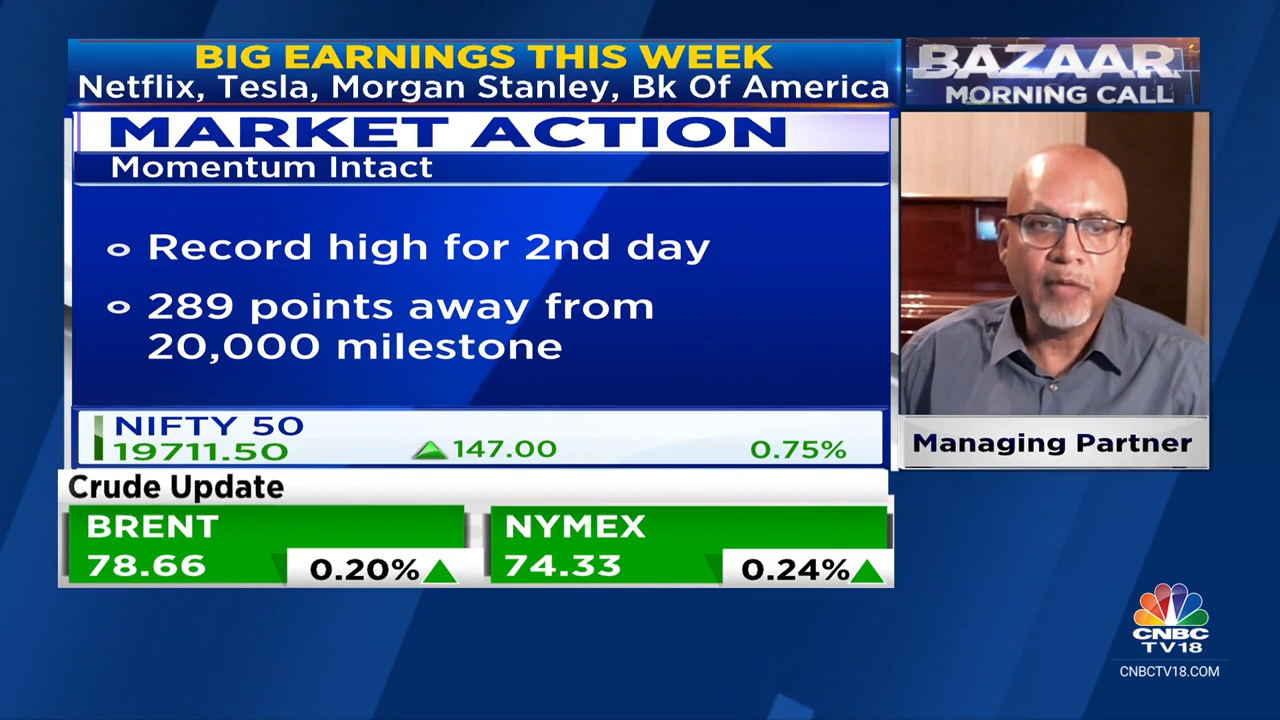 BIG EARNINGS THIS WEEK
Netflix, Tesla, Morgan Stanley, Bk Of America
BAZAAR
MORNING CALL
MARKET ACTION
Momentum Intact
Record high for 2nd day
289 points away from
20,000 milestone
NIFTY 50
19711.50 147.00 0.75%
Managing Partner
Crude Update
BRENT
78.66 0.20%
NYMEX
74.33 0.24%
CNBC
TV18
CNBCTV18.COM